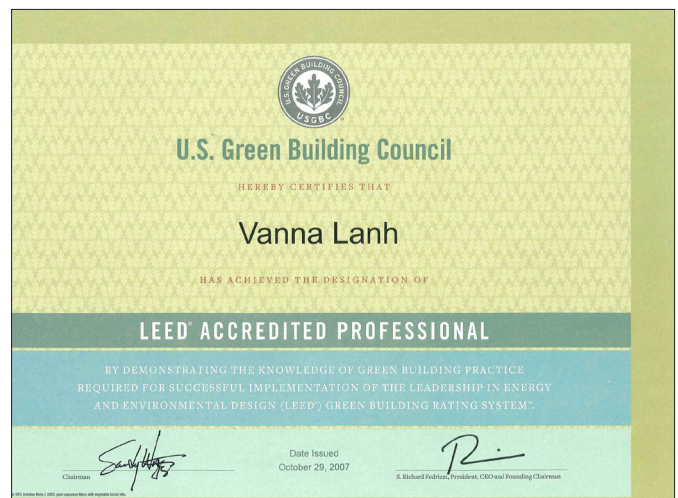 U.S. GREEN BUILDING COUNCIL
USGBC
U.S. Green Building Council
HEREBY CERTIFIES THAT
Vanna Lanh
HAS ACHIEVED THE DESIGNATION OF
LEED® ACCREDITED PROFESSIONAL
BY DEMONSTRATING THE KNOWLEDGE OF GREEN BUILDING PRACTICE
REQUIRED FOR SUCCESSFUL IMPLEMENTATION OF THE LEADERSHIP IN ENERGY
AND ENVIRONMENTAL DESIGN (LEED®) GREEN BUILDING RATING SYSTEM™.
Date Issued
October 29, 2007
Chairman
S. Richard Fedrizzi, President, CEO and Founding Chairman